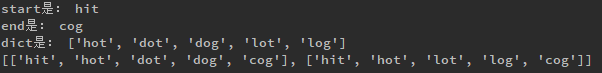 start是： hit
end是： cog
dict是： ['hot', 'dot', 'dog', 'lot', 'log']
[['hit', 'hot', 'dot', 'dog', 'cog'], ['hit', 'hot', 'lot', 'log', 'cog']]